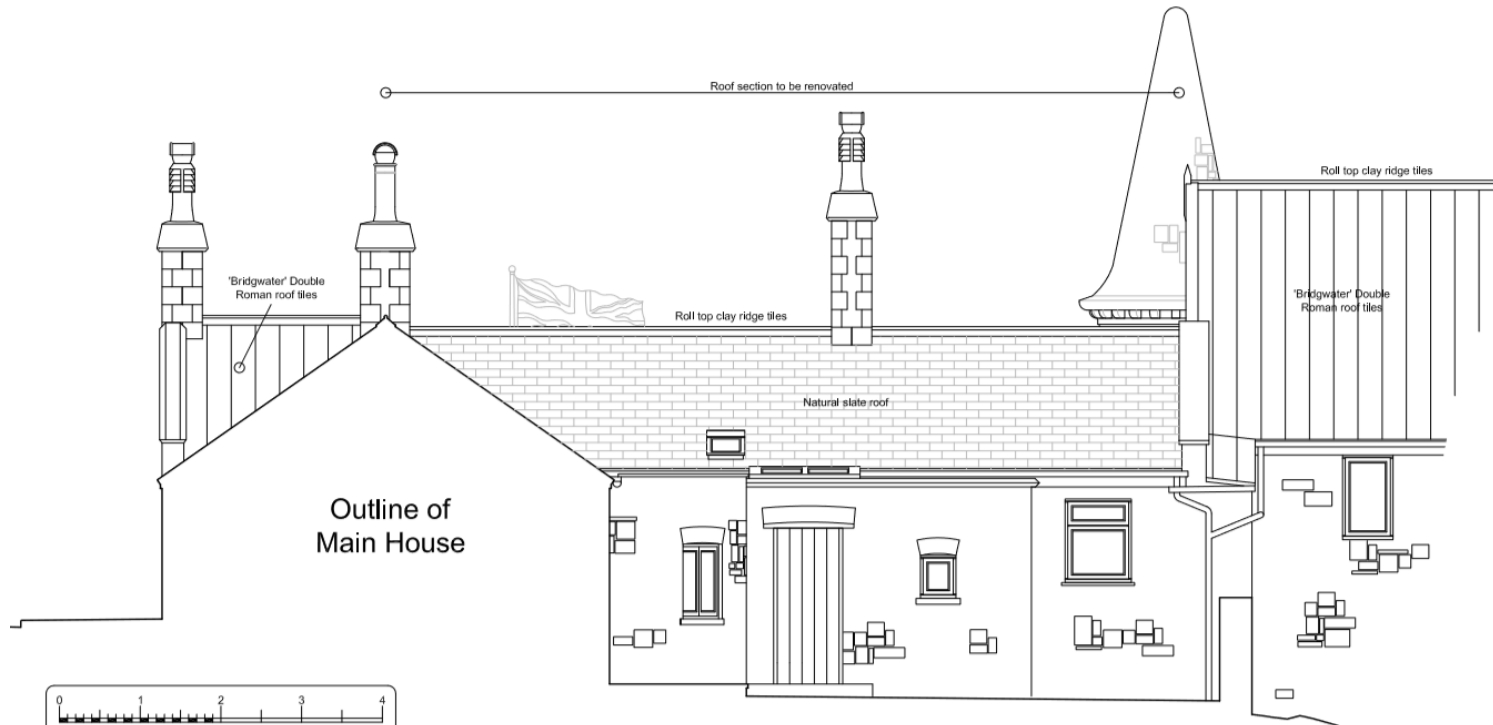 Roof section to be renovated
Roll top clay ridge tiles
'Bridgwater' Double
Roman roof tiles
Roll top clay ridge tiles
'Bridgwater' Double
Roman roof tiles
Natural slate roof
Outline of
Main House
0 1 2 3 4